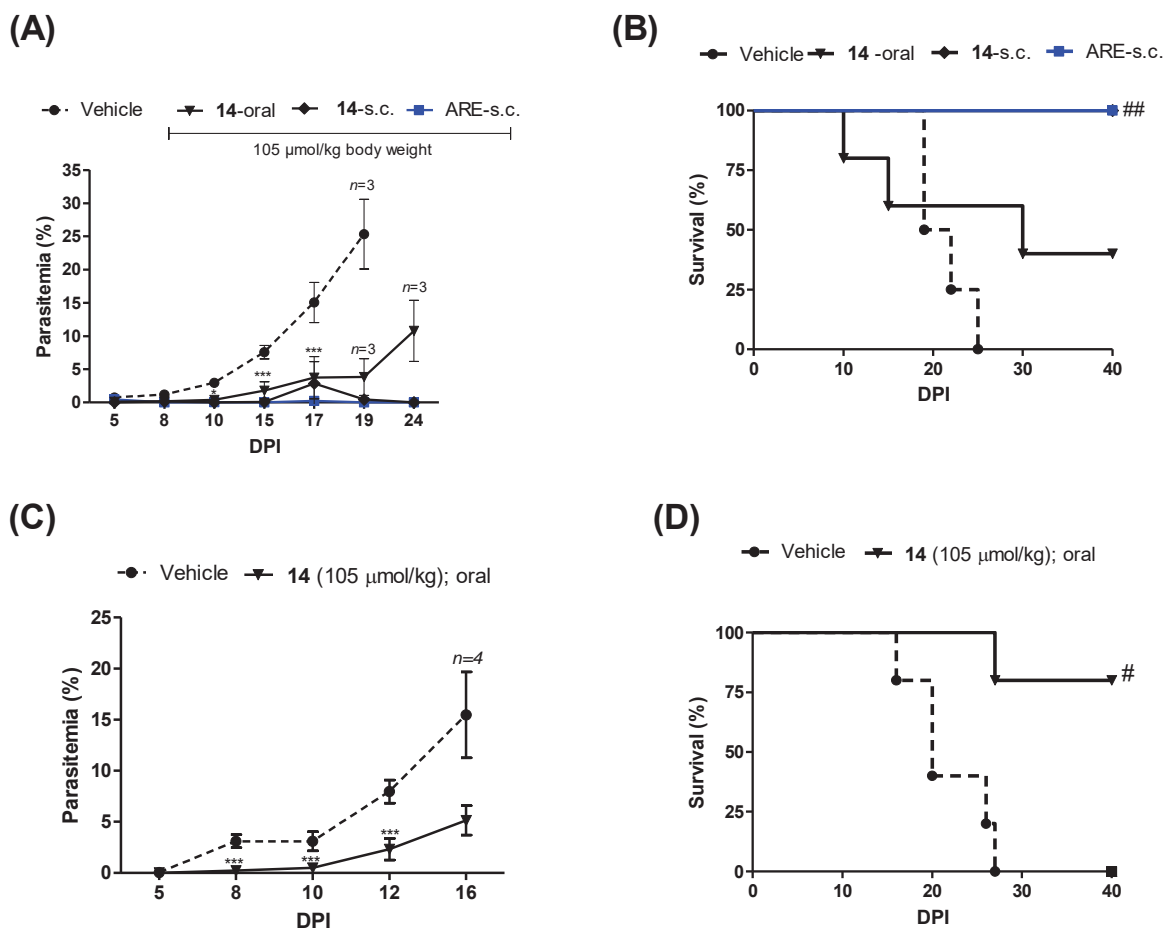 (A)
Vehicle 14-oral 14-s.c. ARE-s.c.
105 μmol/kg body weight
Parasitemia (%)
35
30
25
20
15
10
5
0
n=3
n=3
n=3
***
***
*
5 8 10 15 17 19 24
DPI
(B)
Vehicle 14 -oral 14-s.c. ARE-s.c.
Survival (%)
100
75
50
25
0
##
0 10 20 30 40
DPI
(C)
Vehicle 14 (105 μmol/kg); oral
Parasitemia (%)
25
20
15
10
5
0
n=4
***
***
***
5 8 10 12 16
DPI
(D)
Vehicle 14 (105 μmol/kg); oral
Survival (%)
100
75
50
25
0
#
0 10 20 30 40
DPI